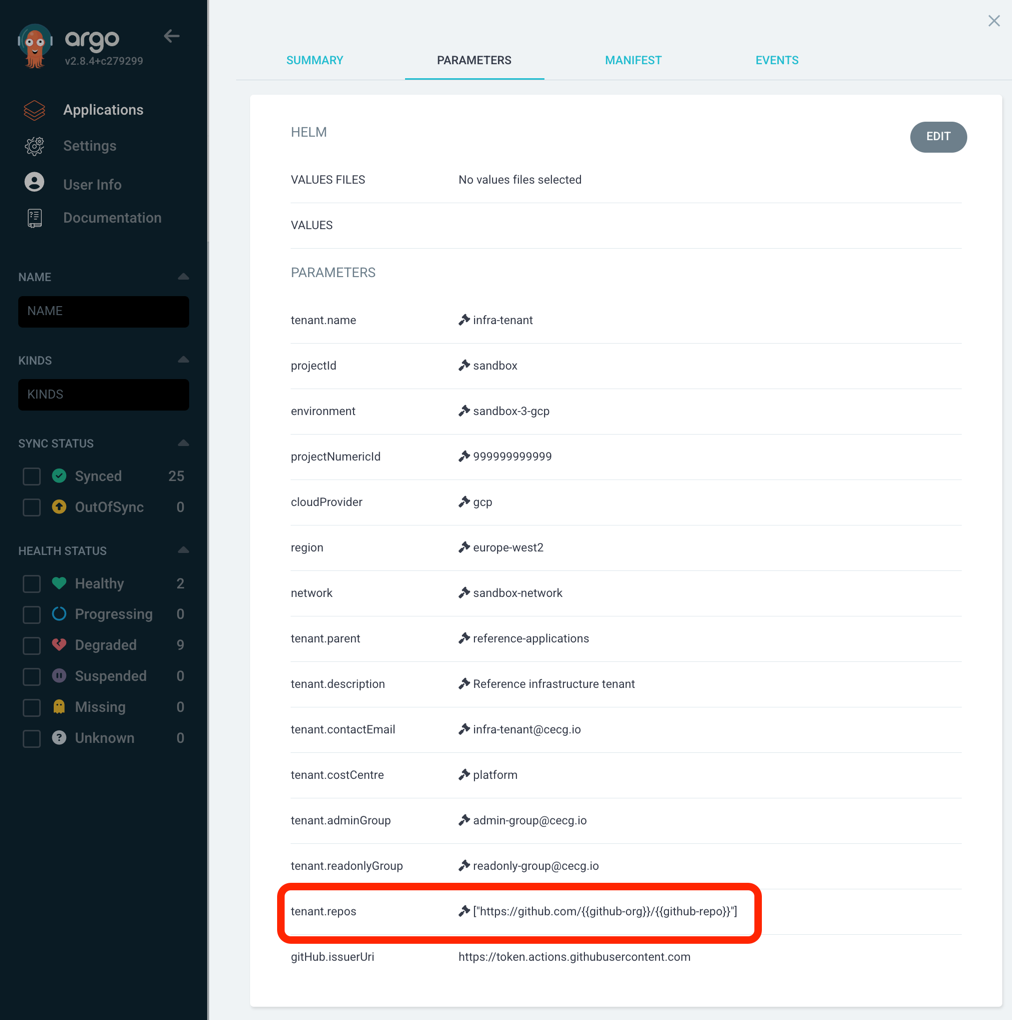 argo
v2.8.4+c279299
Applications
Settings
User Info
Documentation
NAME
NAME
KINDS
KINDS
SYNC STATUS
Synced 25
OutOfSync 0
HEALTH STATUS
Healthy 2
Progressing 0
Degraded 9
Suspended 0
Missing 0
Unknown 0
SUMMARY PARAMETERS MANIFEST EVENTS
HELM
EDIT
VALUES FILES No values files selected
VALUES
PARAMETERS
tenant.name infra-tenant
projectId sandbox
environment sandbox-3-gcp
projectNumericId 999999999999
cloudProvider gcp
region europe-west2
network sandbox-network
tenant.parent reference-applications
tenant.description Reference infrastructure tenant
tenant.contactEmail infra-tenant@cecg.io
tenant.costCentre platform
tenant.adminGroup admin-group@cecg.io
tenant.readonlyGroup readonly-group@cecg.io
tenant.repos ["https://github.com/{{github-org}}/{{github-repo}}"]
gitHub.issuerUri https://token.actions.githubusercontent.com